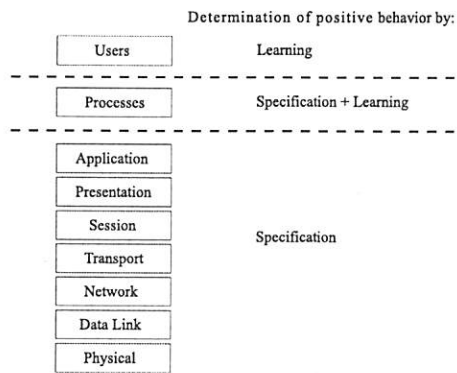 Determination of positive behavior by:
Users Learning
Processes Specification + Learning
Application
Presentation
Session
Specification
Transport
Network
Data Link
Physical